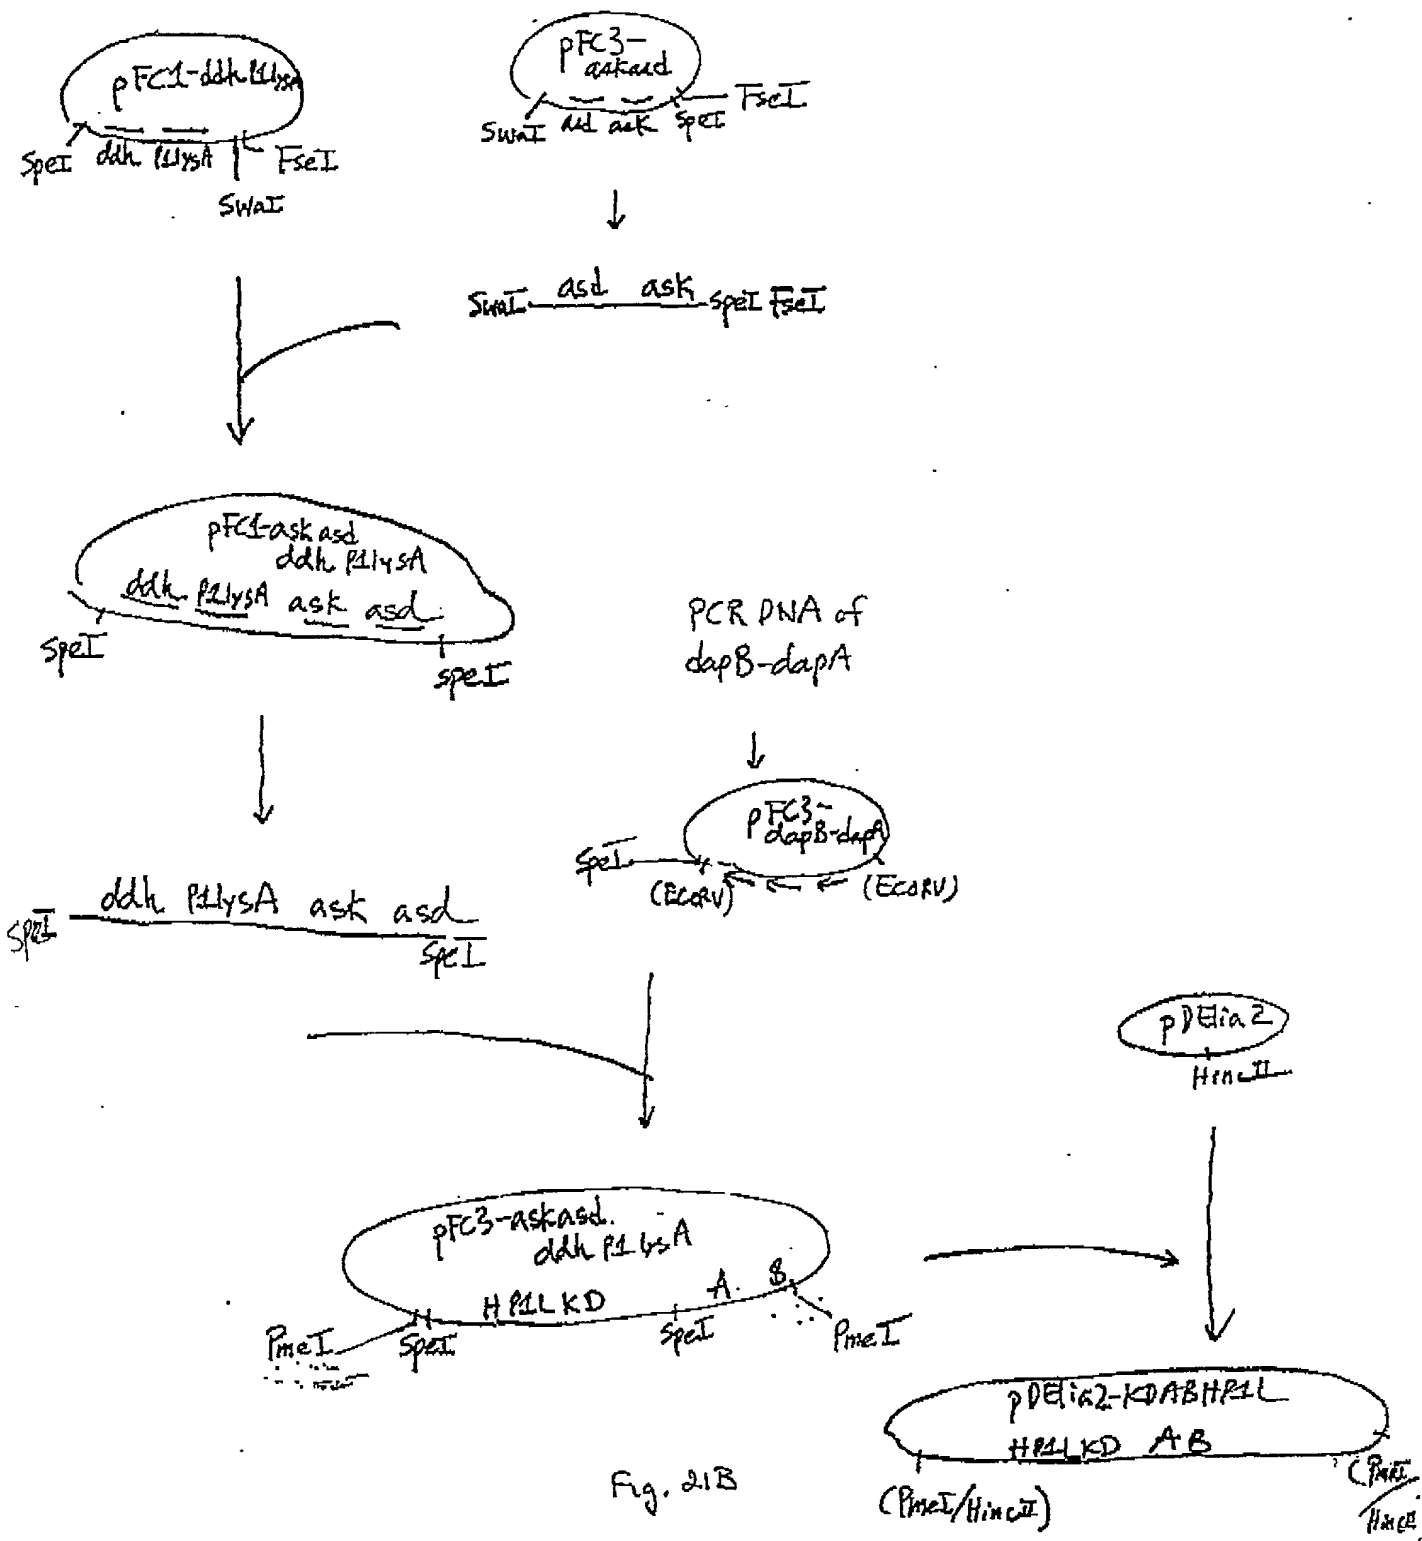 pFC1-ddh P1lysA
SpeI ddh P1lysA FseI
SwaI
pFC3-
askasd
FseI
SwaI asd ask SpeI
SwaI asd ask SpeI FseI
pFC1-ask asd
ddh P1lysA
ddh P1lysA ask asd
SpeI
speI
PCR DNA of
dapB-dapA
pFC3-
dapB-dapA
SpeI
(ECORV) (ECORV)
ddh P1lysA ask asd
SpeI
SpeI
pDElia2
HincII
pFC3-askasd
ddh P1lysA
HP1LKD A B
PmeI SpeI SpeI PmeI
pDElia2-KDABHP1L
HP1LKD AB
(PmeI/HincII)
(PmeI/HincII
Fig. 21B